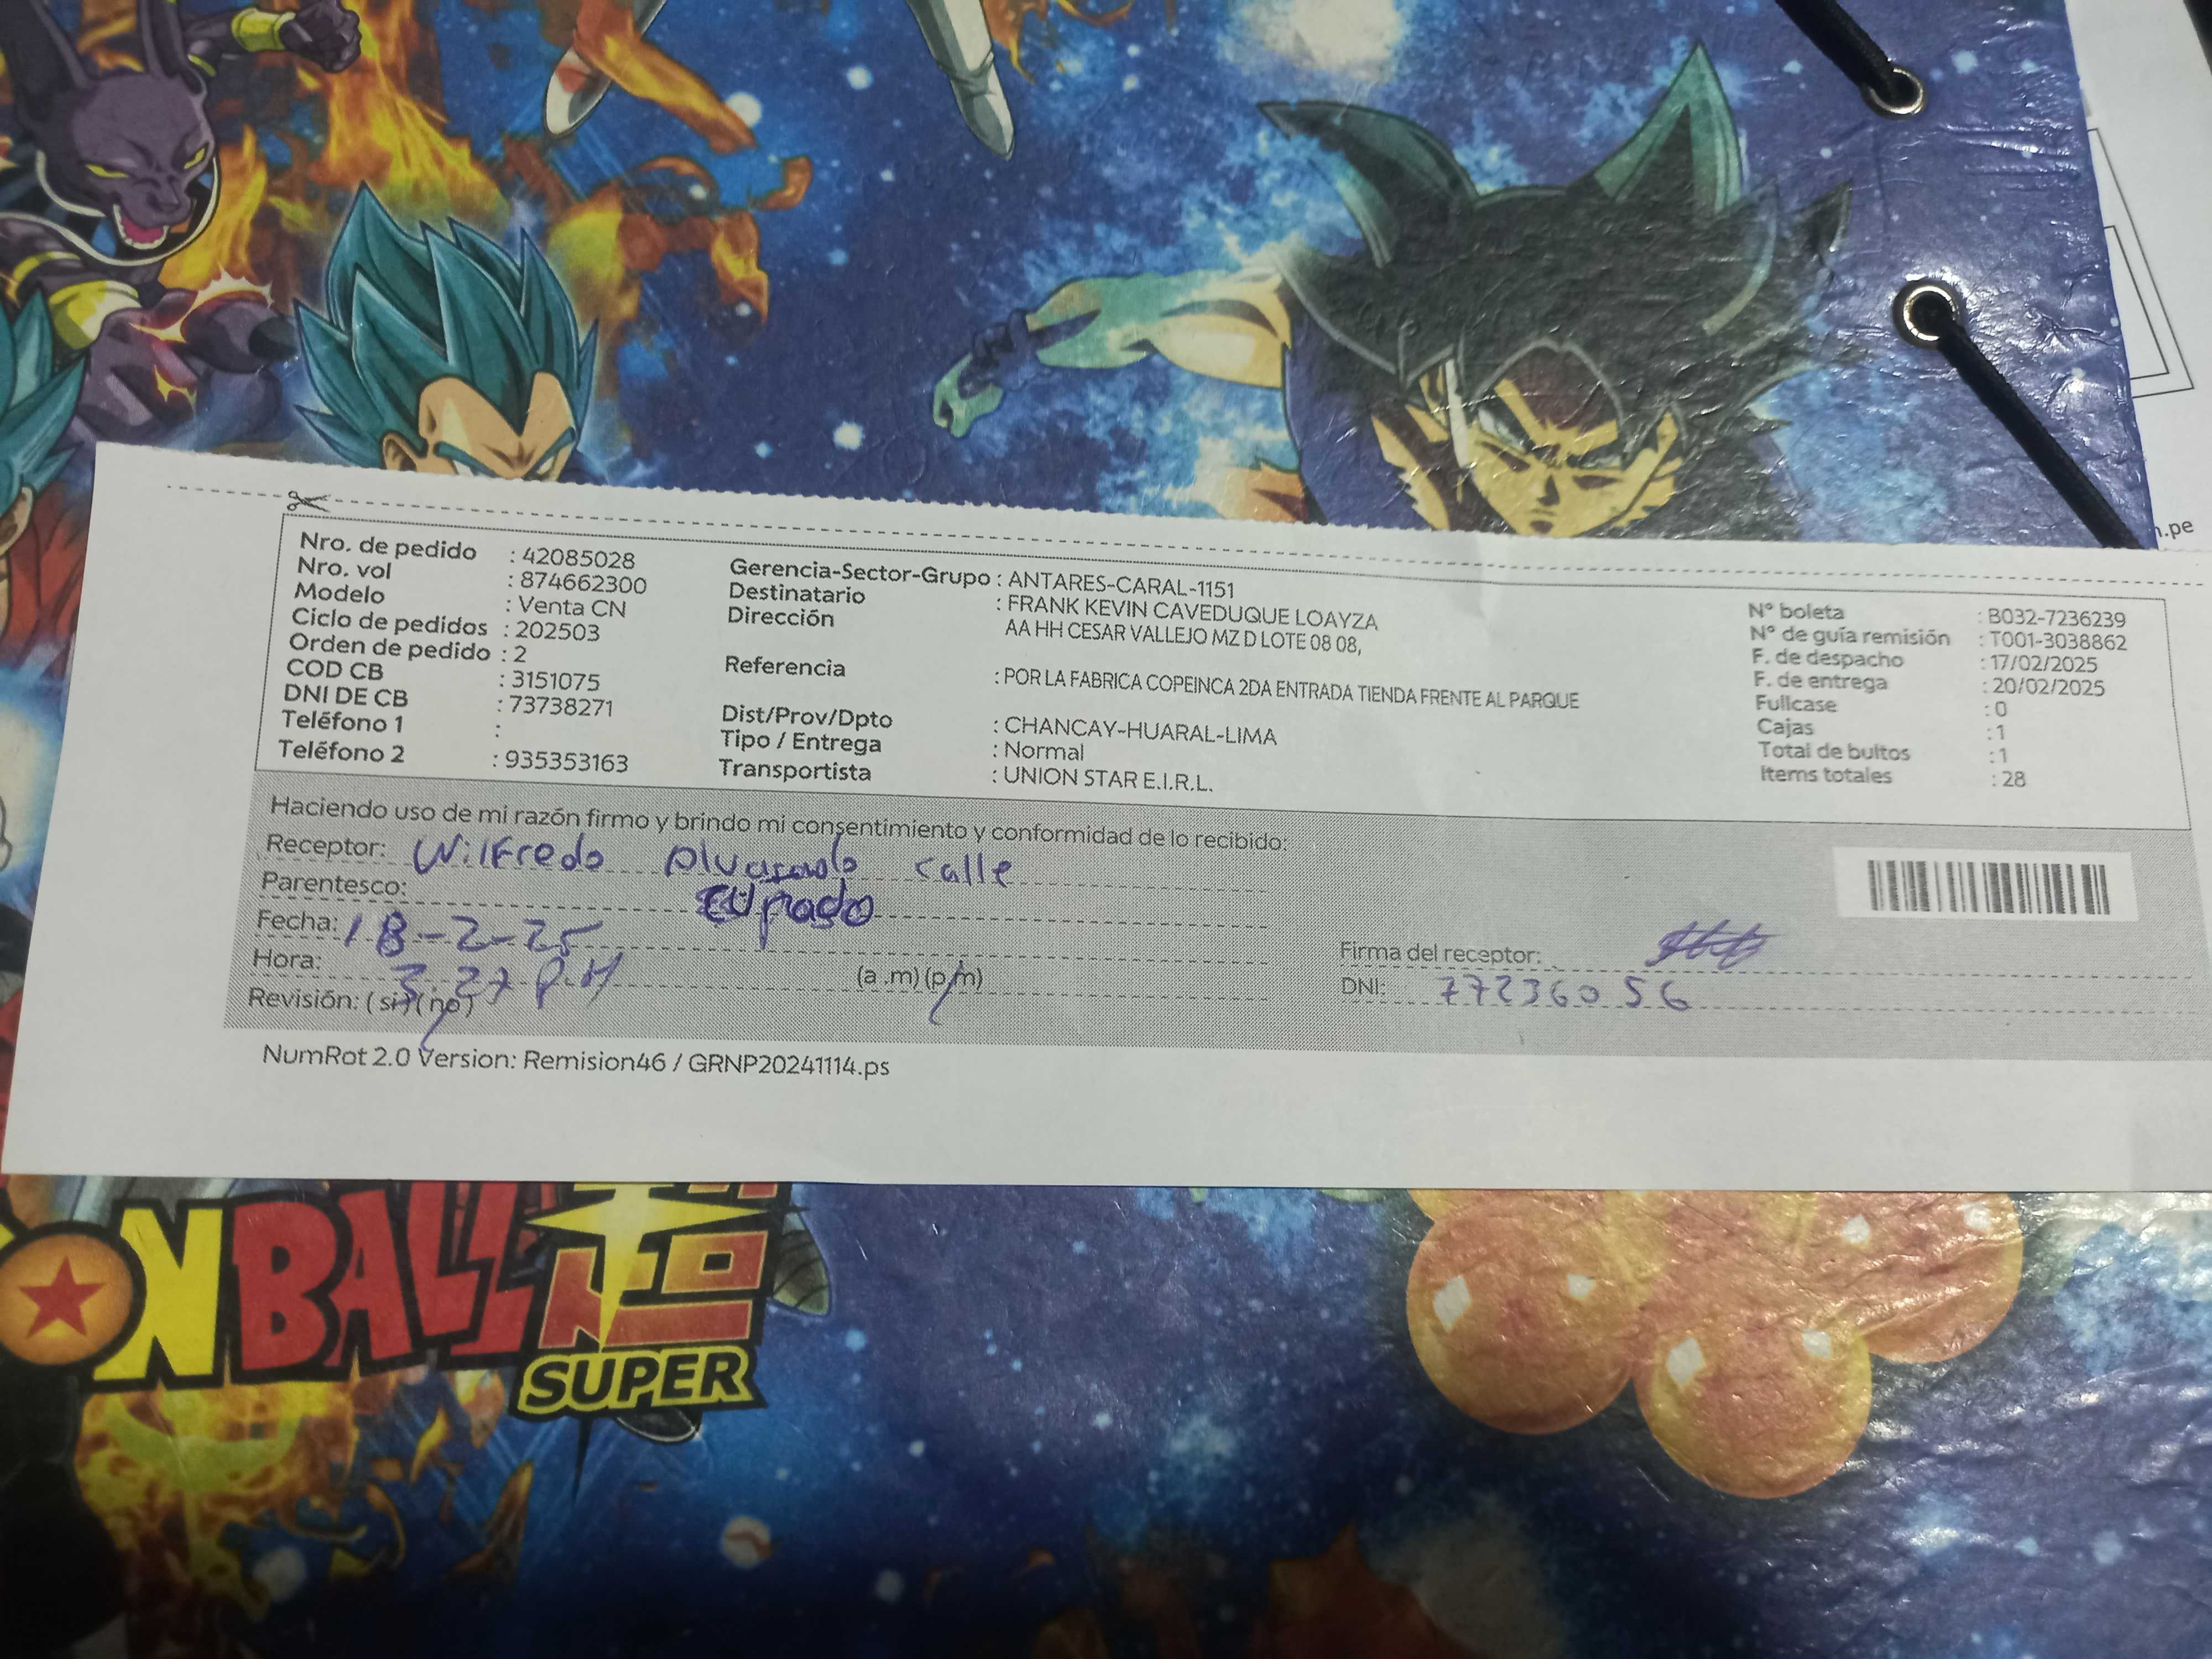 n.pe
Nro. de pedido : 42085028
Nro. vol : 874662300
Modelo : Venta CN
Ciclo de pedidos : 202503
Orden de pedido : 2
COD CB : 3151075
DNI DE CB : 73738271
Teléfono 1 :
Teléfono 2 : 935353163
Gerencia-Sector-Grupo : ANTARES-CARAL-1151
Destinatario : FRANK KEVIN CAVEDUQUE LOAYZA
Dirección AA HH CESAR VALLEJO MZ D LOTE 08 08,
Referencia : POR LA FABRICA COPEINCA 2DA ENTRADA TIENDA FRENTE AL PARQUE
Dist/Prov/Dpto : CHANCAY-HUARAL-LIMA
Tipo / Entrega : Normal
Transportista : UNION STAR E.I.R.L.
N° boleta : B032-7236239
N° de guía remisión : T001-3038862
F. de despacho : 17/02/2025
F. de entrega : 20/02/2025
Fullcase : 0
Cajas : 1
Total de bultos : 1
Items totales : 28
Haciendo uso de mi razón firmo y brindo mi consentimiento y conformidad de lo recibido:
Receptor: Wilfredo Alvarado calle
Parentesco:
Fecha: 18-2-25
Hora: 3.27 P.M (a .m) (p/m)
Revisión: ( si) ( no )
Firma del receptor:
DNI: 77236056
NumRot 2.0 Version: Remision46 / GRNP20241114.ps
ONBALL
超
SUPER